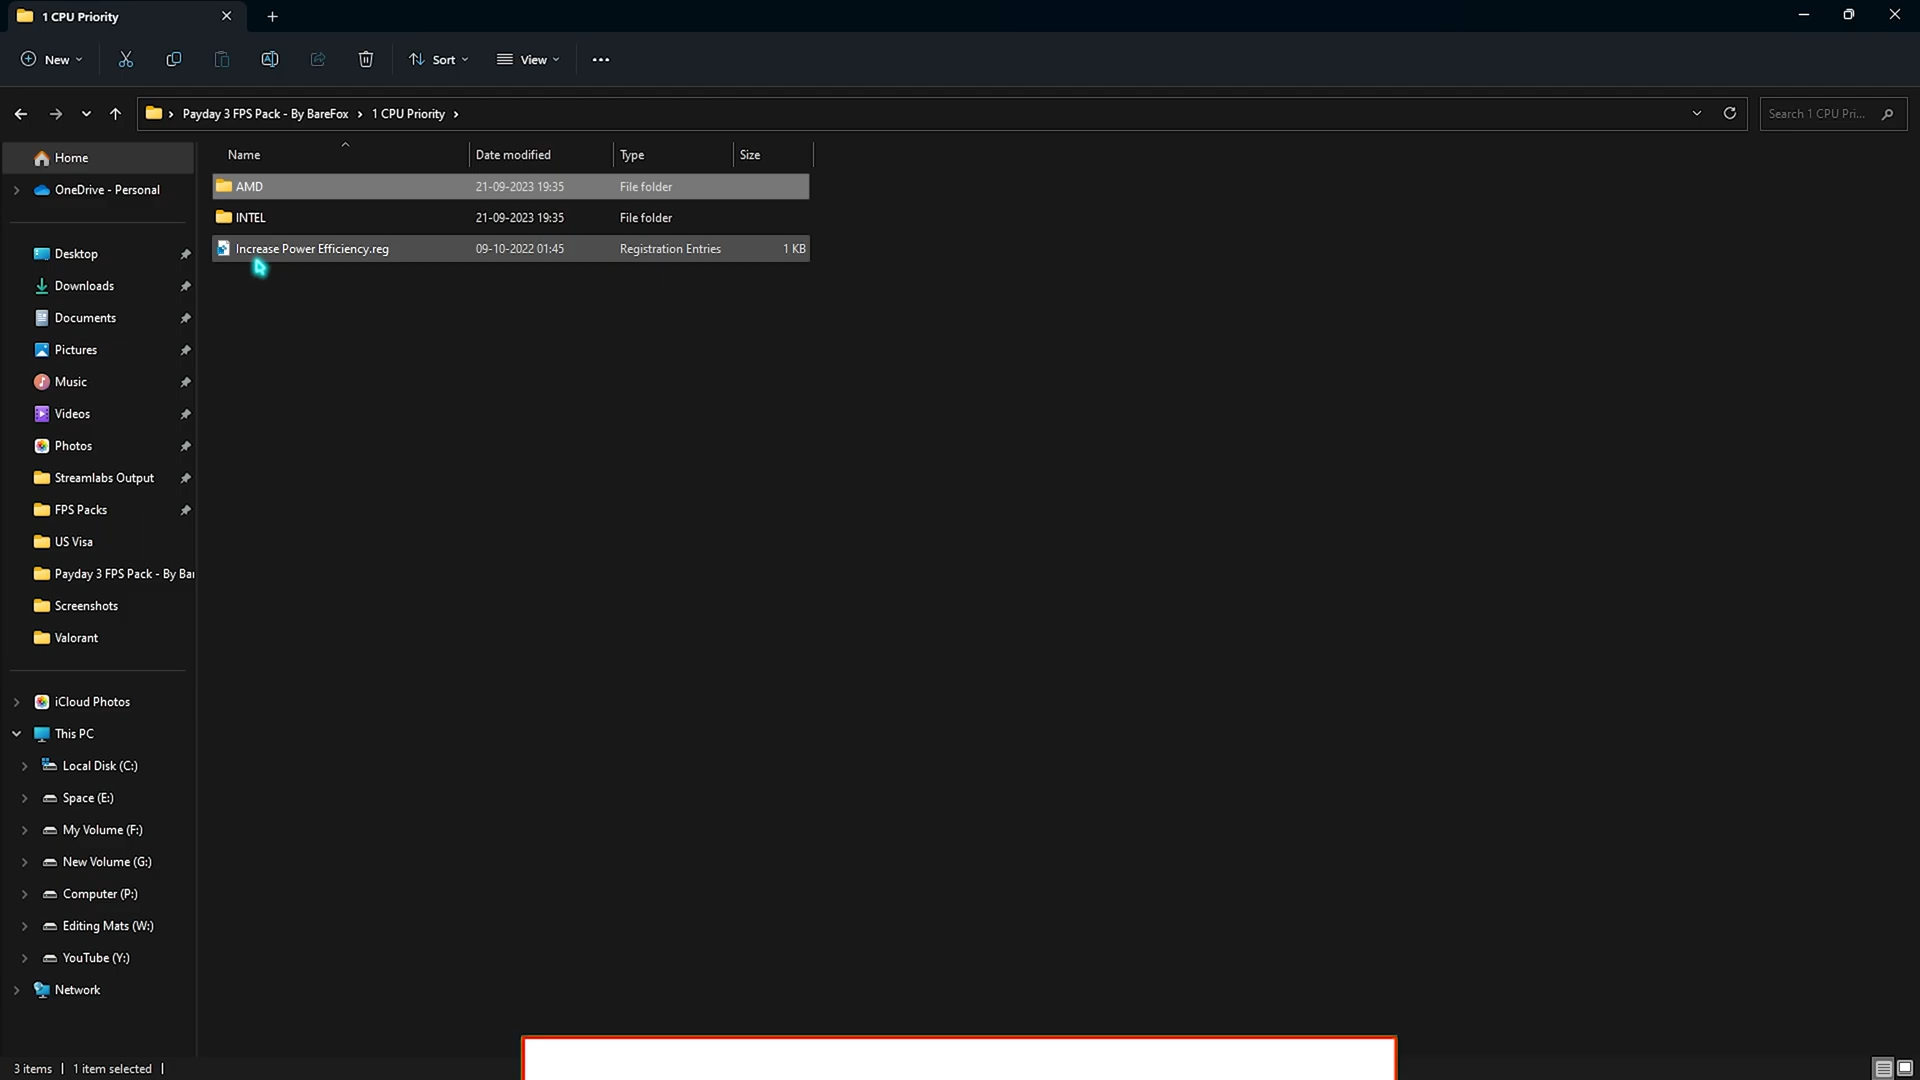 1 CPU Priority
New
Sort
View
Payday 3 FPS Pack - By BareFox > 1 CPU Priority >
Search 1 CPU Pri...
Name Date modified Type Size
AMD 21-09-2023 19:35 File folder
INTEL 21-09-2023 19:35 File folder
Increase Power Efficiency.reg 09-10-2022 01:45 Registration Entries 1 KB
Home
OneDrive - Personal
Desktop
Downloads
Documents
Pictures
Music
Videos
Photos
Streamlabs Output
FPS Packs
US Visa
Payday 3 FPS Pack - By Bar
Screenshots
Valorant
iCloud Photos
This PC
Local Disk (C:)
Space (E:)
My Volume (F:)
New Volume (G:)
Computer (P:)
Editing Mats (W:)
YouTube (Y:)
Network
3 items
1 item selected